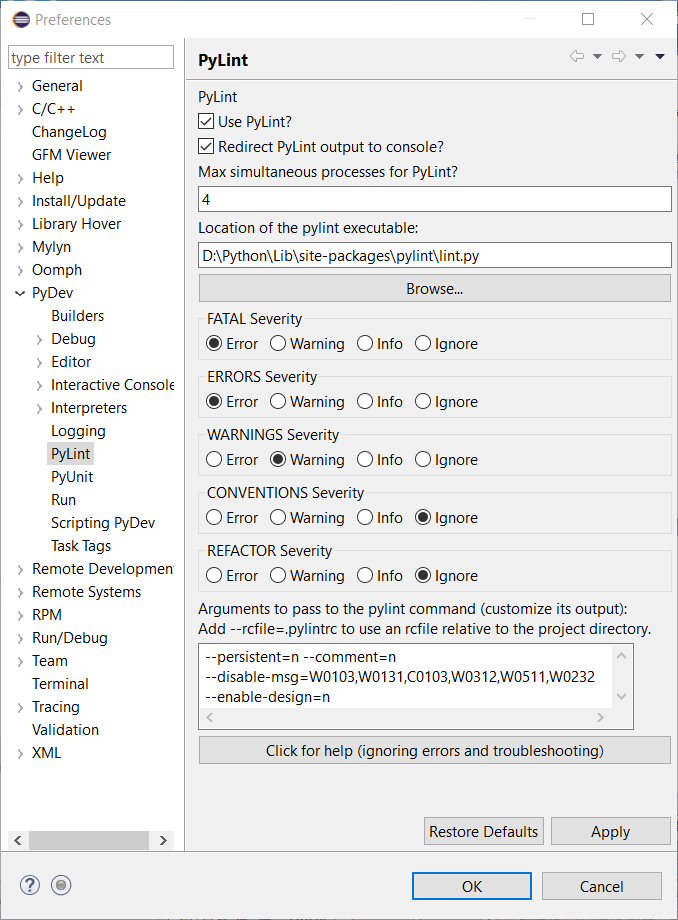 Preferences
type filter text
General
C/C++
ChangeLog
GFM Viewer
Help
Install/Update
Library Hover
Mylyn
Oomph
PyDev
Builders
Debug
Editor
Interactive Console
Interpreters
Logging
PyLint
PyUnit
Run
Scripting PyDev
Task Tags
Remote Developmen
Remote Systems
RPM
Run/Debug
Team
Terminal
Tracing
Validation
XML
PyLint
PyLint
Use PyLint?
Redirect PyLint output to console?
Max simultaneous processes for PyLint?
4
Location of the pylint executable:
D:\Python\Lib\site-packages\pylint\lint.py
Browse...
FATAL Severity
Error Warning Info Ignore
ERRORS Severity
Error Warning Info Ignore
WARNINGS Severity
Error Warning Info Ignore
CONVENTIONS Severity
Error Warning Info Ignore
REFACTOR Severity
Error Warning Info Ignore
Arguments to pass to the pylint command (customize its output):
Add --rcfile=.pylintrc to use an rcfile relative to the project directory.
--persistent=n --comment=n
--disable-msg=W0103,W0131,C0103,W0312,W0511,W0232
--enable-design=n
Click for help (ignoring errors and troubleshooting)
Restore Defaults
Apply
?
OK
Cancel